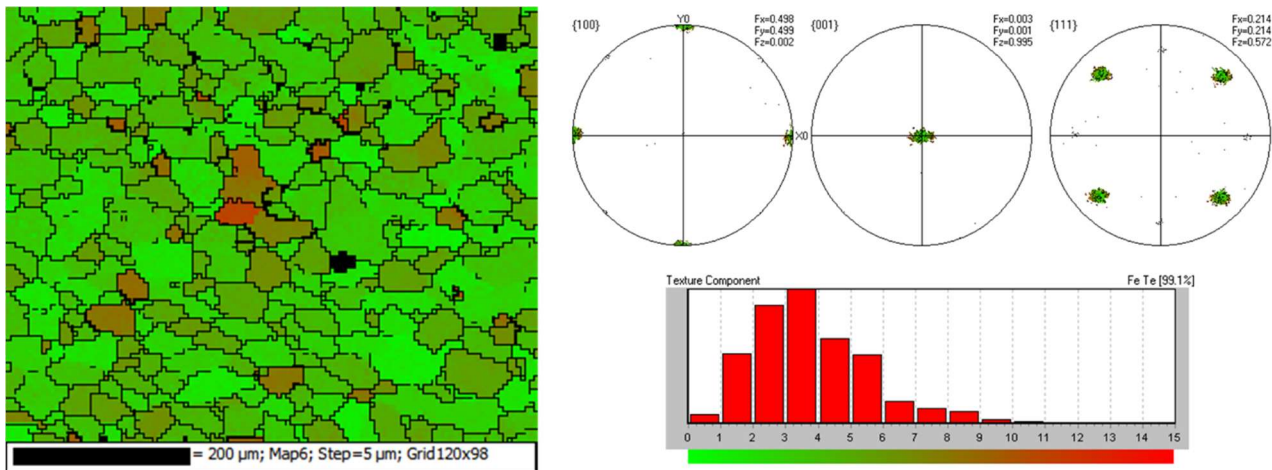 = 200 µm; Map6; Step=5 µm; Grid120x98
{100}
Y0
Fx=0.498
Fy=0.499
Fz=0.002
X0
{001}
Fx=0.003
Fy=0.001
Fz=0.995
{111}
Fx=0.214
Fy=0.214
Fz=0.572
Texture Component
Fe Te [99.1%]
0 1 2 3 4 5 6 7 8 9 10 11 12 13 14 15